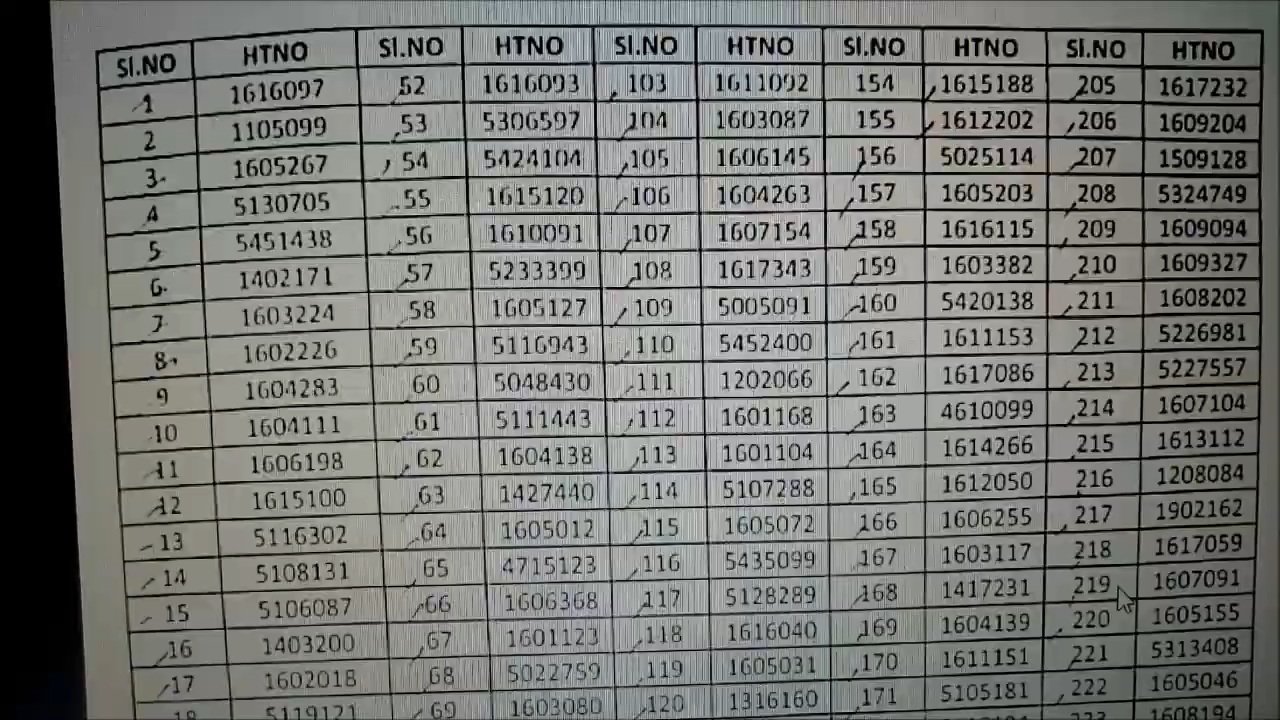 SI.NO HTNO SI.NO HTNO SI.NO HTNO SI.NO HTNO SI.NO HTNO
1 1616097 52 1616093 103 1611092 154 1615188 205 1617232
2 1105099 53 5306597 104 1603087 155 1612202 206 1609204
3 1605267 54 5424104 105 1606145 156 5025114 207 1509128
4 5130705 55 1615120 106 1604263 157 1605203 208 5324749
5 5451438 56 1610091 107 1607154 158 1616115 209 1609094
6 1402171 57 5233399 108 1617343 159 1603382 210 1609327
7 1603224 58 1605127 109 5005091 160 5420138 211 1608202
8 1602226 59 5116943 110 5452400 161 1611153 212 5226981
9 1604283 60 5048430 111 1202066 162 1617086 213 5227557
10 1604111 61 5111443 112 1601168 163 4610099 214 1607104
11 1606198 62 1604138 113 1601104 164 1614266 215 1613112
12 1615100 63 1427440 114 5107288 165 1612050 216 1208084
13 5116302 64 1605012 115 1605072 166 1606255 217 1902162
14 5108131 65 4715123 116 5435099 167 1603117 218 1617059
15 5106087 66 1606368 117 5128289 168 1417231 219 1607091
16 1403200 67 1601123 118 1616040 169 1604139 220 1605155
17 1602018 68 5022759 119 1605031 170 1611151 221 5313408
18 5119121 69 1603080 120 1316160 171 5105181 222 1605046
223 1608194